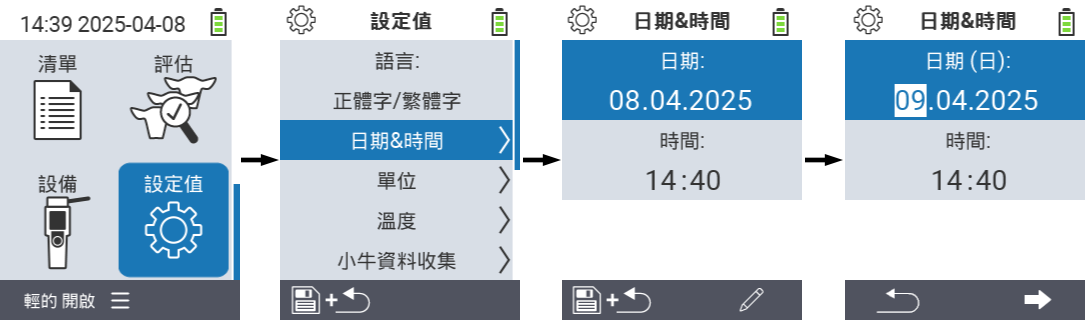 14:39 2025-04-08
清單
評估
設備
設定值
輕的 開啟
設定值
語言:
正體字/繁體字
日期&時間
單位
溫度
小牛資料收集
+
日期&時間
日期:
08.04.2025
時間:
14:40
+
日期&時間
日期 (日):
09.04.2025
時間:
14:40